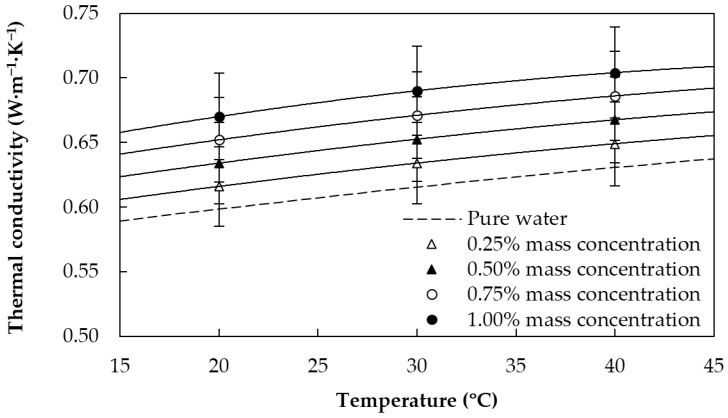 Thermal conductivity (W·m⁻¹·K⁻¹)
0.75
0.70
0.65
0.60
0.55
0.50
Pure water
0.25% mass concentration
0.50% mass concentration
0.75% mass concentration
1.00% mass concentration
15 20 25 30 35 40 45
Temperature (ºC)